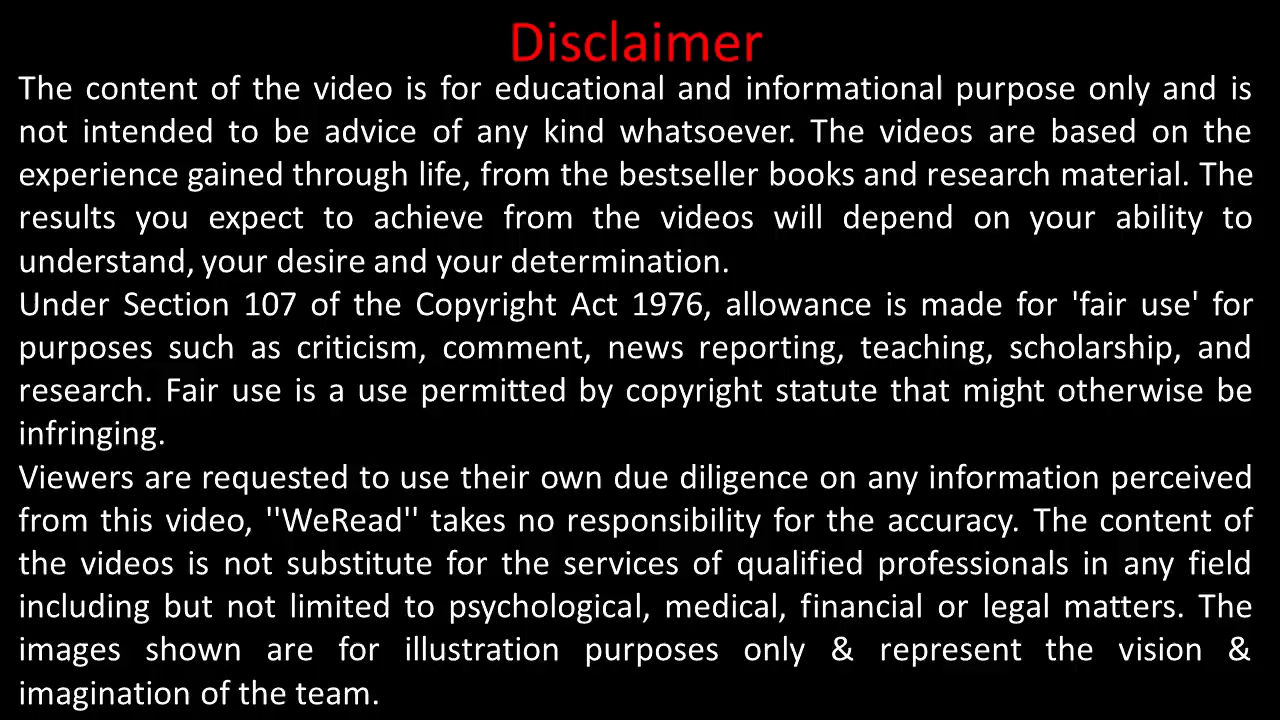 Disclaimer
The content of the video is for educational and informational purpose only and is
not intended to be advice of any kind whatsoever. The videos are based on the
experience gained through life, from the bestseller books and research material. The
results you expect to achieve from the videos will depend on your ability to
understand, your desire and your determination.
Under Section 107 of the Copyright Act 1976, allowance is made for 'fair use' for
purposes such as criticism, comment, news reporting, teaching, scholarship, and
research. Fair use is a use permitted by copyright statute that might otherwise be
infringing.
Viewers are requested to use their own due diligence on any information perceived
from this video, ''WeRead'' takes no responsibility for the accuracy. The content of
the videos is not substitute for the services of qualified professionals in any field
including but not limited to psychological, medical, financial or legal matters. The
images shown are for illustration purposes only & represent the vision &
imagination of the team.